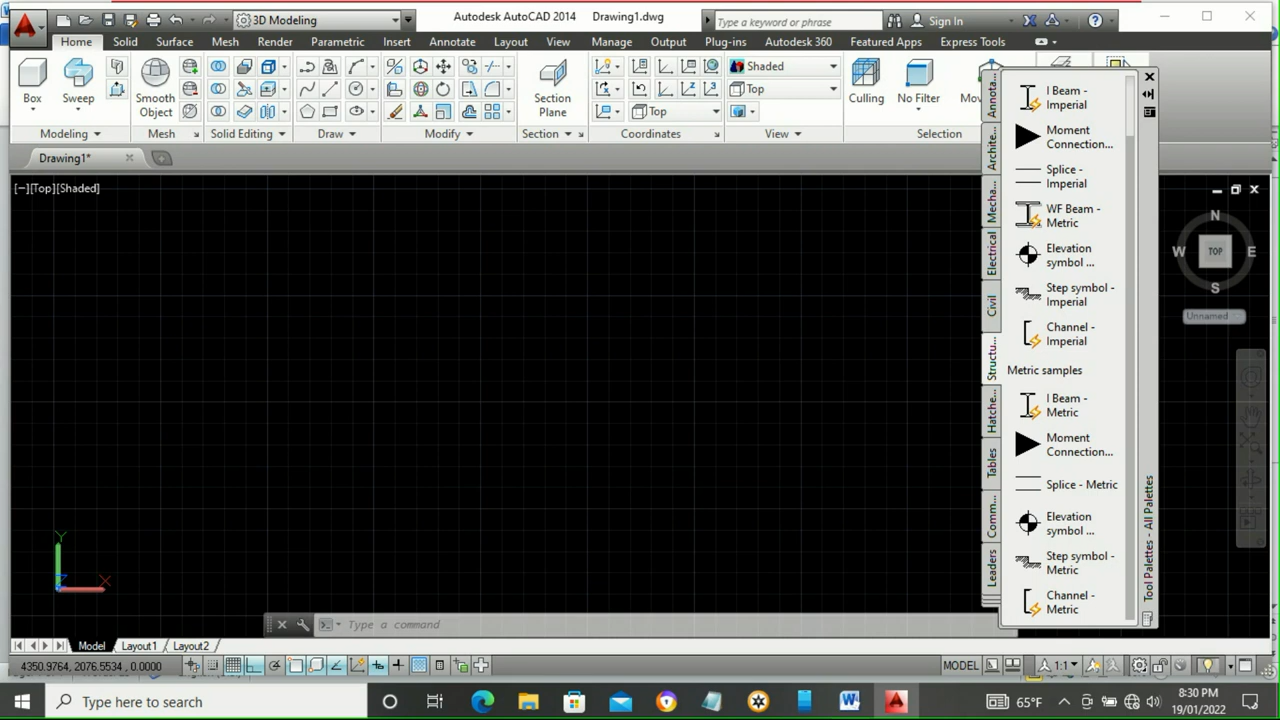 3D Modeling
Autodesk AutoCAD 2014 Drawing1.dwg
Type a keyword or phrase
Sign In
Home Solid Surface Mesh Render Parametric Insert Annotate Layout View Manage Output Plug-ins Autodesk 360 Featured Apps Express Tools
Box
Sweep
Smooth
Object
Section
Plane
Shaded
Top
Top
Culling
No Filter
Mov
Modeling
Mesh
Solid Editing
Draw
Modify
Section
Coordinates
View
Selection
Drawing1*
[−][Top][Shaded]
N
W TOP E
S
Unnamed
Annota...
Archite...
Mecha...
Electrical
Civil
Structu...
Hatche...
Tables
Comm...
Leaders
I Beam -
Imperial
Moment
Connection...
Splice -
Imperial
WF Beam -
Metric
Elevation
symbol ...
Step symbol -
Imperial
Channel -
Imperial
Metric samples
I Beam -
Metric
Moment
Connection...
Splice - Metric
Elevation
symbol ...
Step symbol -
Metric
Channel -
Metric
Tool Palettes - All Palettes
Y
Z X
Type a command
Model Layout1 Layout2
4350.9764, 2076.5534, 0.0000
MODEL
1:1
Type here to search
65°F
8:30 PM
19/01/2022